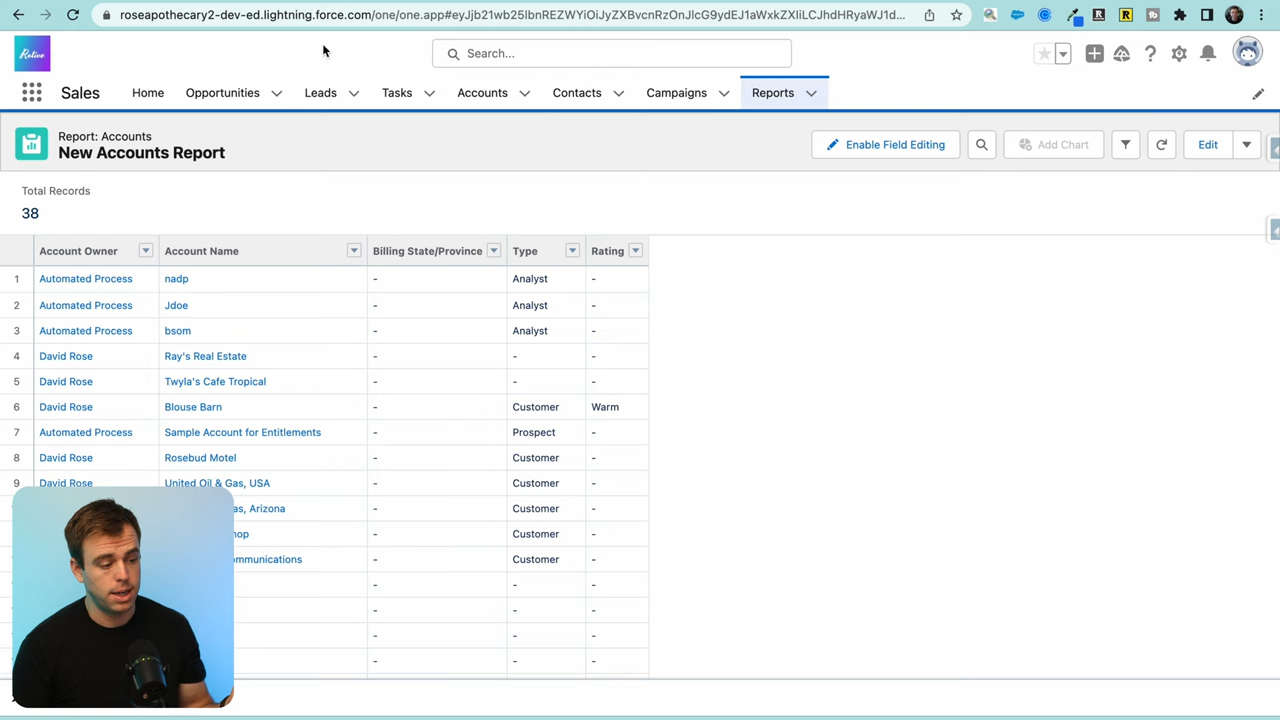 roseapothecary2-dev-ed.lightning.force.com/one/one.app#eyJjb21wb25lbnREZWYiOiJyZXBvcnRzOnJlcG9ydEJ1aWxkZXIiLCJhdHRyaWJ1d...
Rotive
Search...
Sales
Home
Opportunities
Leads
Tasks
Accounts
Contacts
Campaigns
Reports
Report: Accounts
New Accounts Report
Enable Field Editing
Add Chart
Edit
Total Records
38
Account Owner Account Name Billing State/Province Type Rating
1 Automated Process nadp - Analyst -
2 Automated Process Jdoe - Analyst -
3 Automated Process bsom - Analyst -
4 David Rose Ray's Real Estate - - -
5 David Rose Twyla's Cafe Tropical - - -
6 David Rose Blouse Barn - Customer Warm
7 Automated Process Sample Account for Entitlements - Prospect -
8 David Rose Rosebud Motel - Customer -
9 David Rose United Oil & Gas, USA - Customer -
as, Arizona - Customer -
hop - Customer -
ommunications - Customer -
- - -
- - -
- - -
- - -